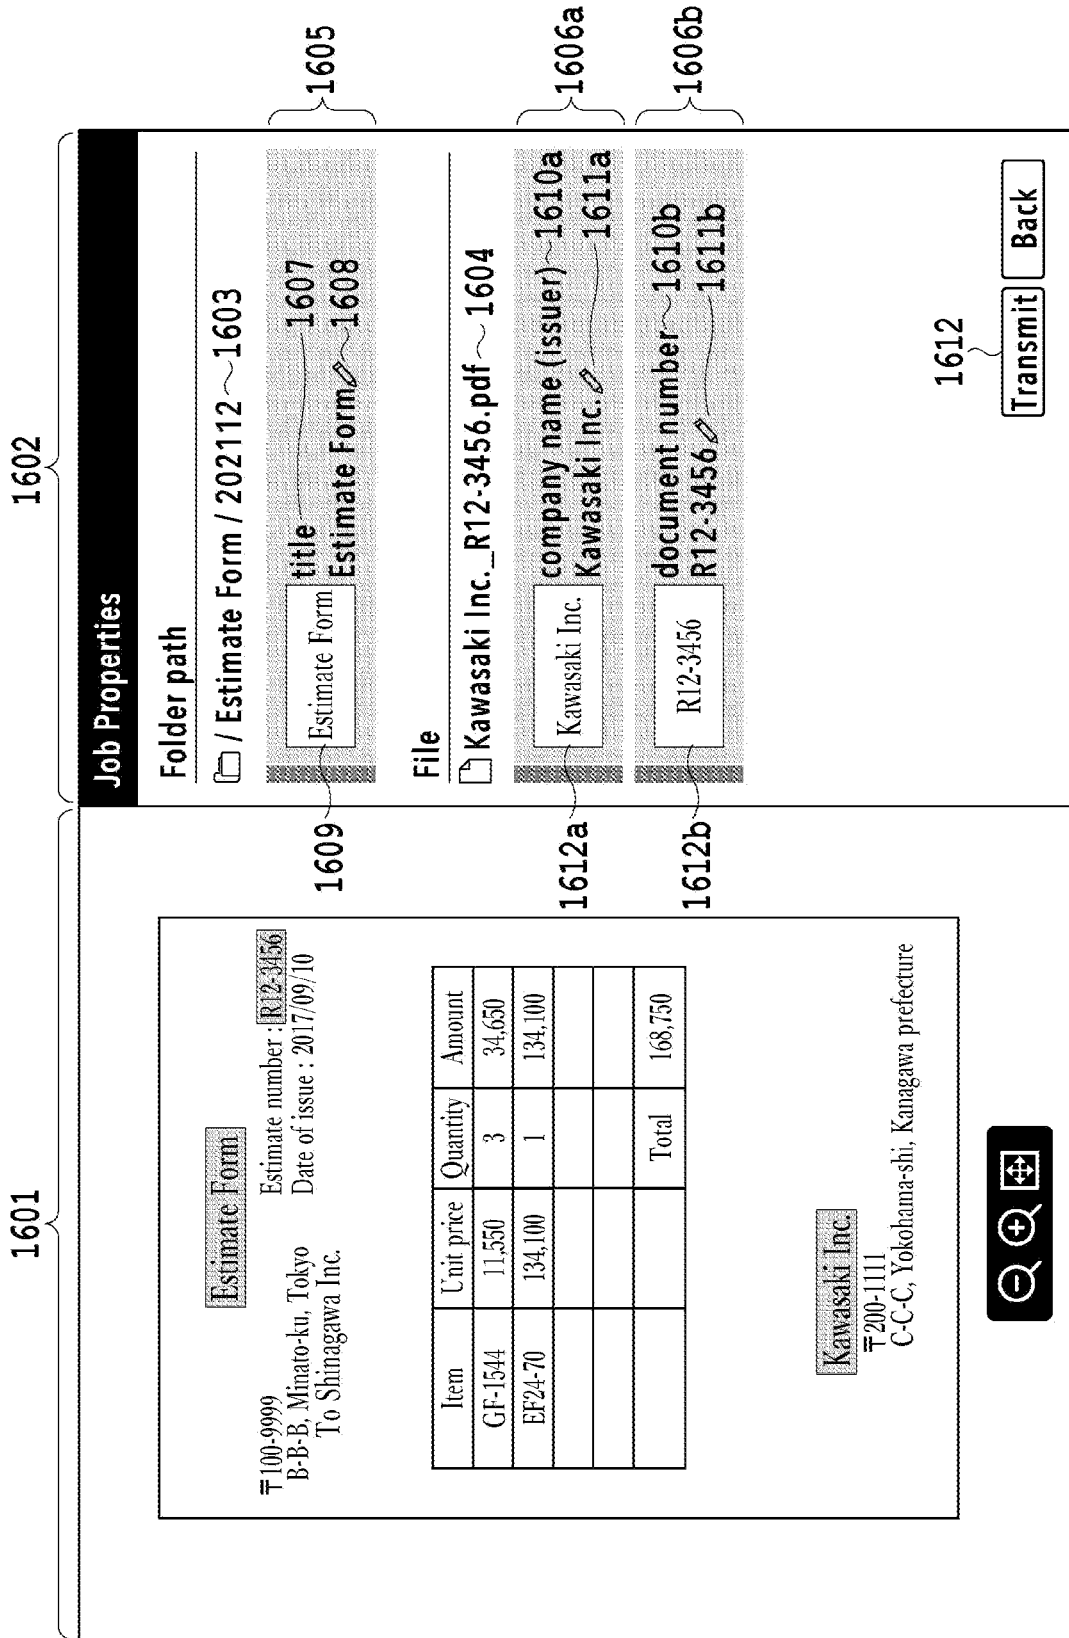 1601
1602
Estimate Form
〒100-9999
B-B-B, Minato-ku, Tokyo
To Shinagawa Inc.
Estimate number : R12-3456
Date of issue : 2017/09/10
Item Unit price Quantity Amount
GF-1544 11,550 3 34,650
EF24-70 134,100 1 134,100
Total 168,750
Kawasaki Inc.
〒200-1111
C-C-C, Yokohama-shi, Kanagawa prefecture
Job Properties
Folder path
/ Estimate Form / 202112 ~ 1603
1609
Estimate Form
title 1607
Estimate Form ~ 1608
1605
File
Kawasaki Inc._R12-3456.pdf ~ 1604
1612a
Kawasaki Inc.
company name (issuer) ~ 1610a
Kawasaki Inc. 1611a
1606a
1612b
R12-3456
document number ~ 1610b
R12-3456 1611b
1606b
1612
Transmit Back